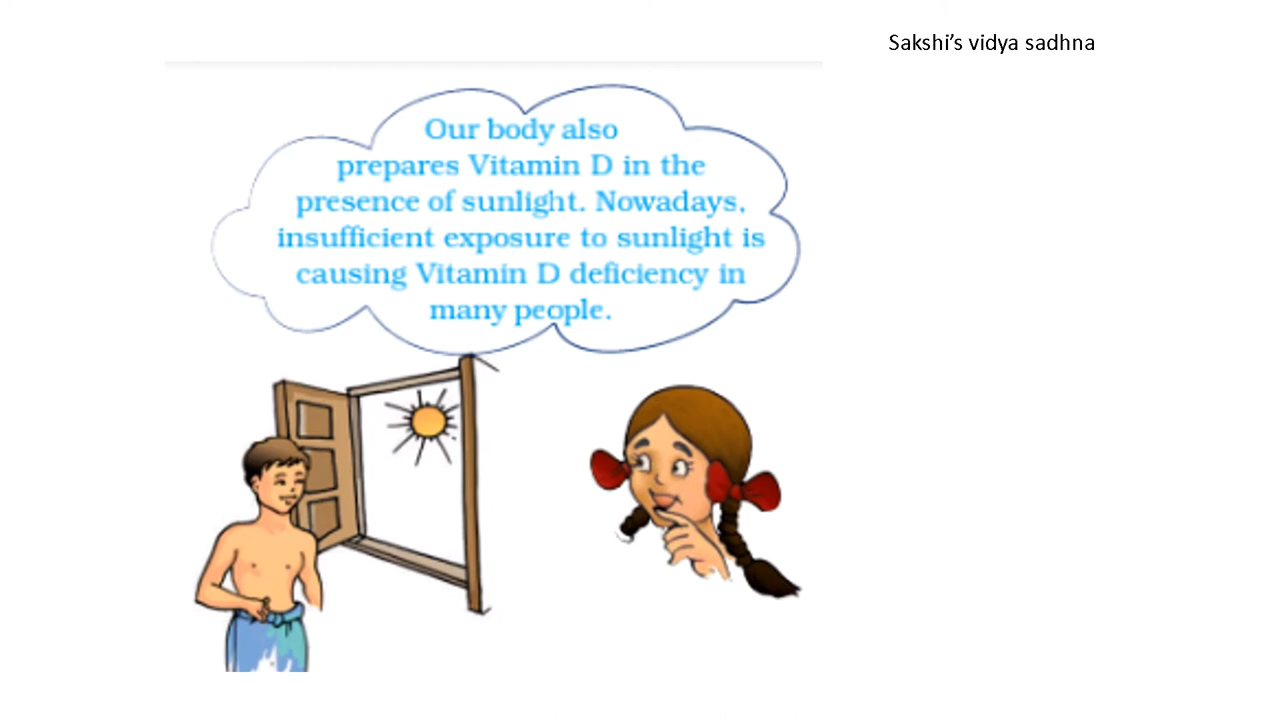 Sakshi's vidya sadhna
Our body also
prepares Vitamin D in the
presence of sunlight. Nowadays,
insufficient exposure to sunlight is
causing Vitamin D deficiency in
many people.